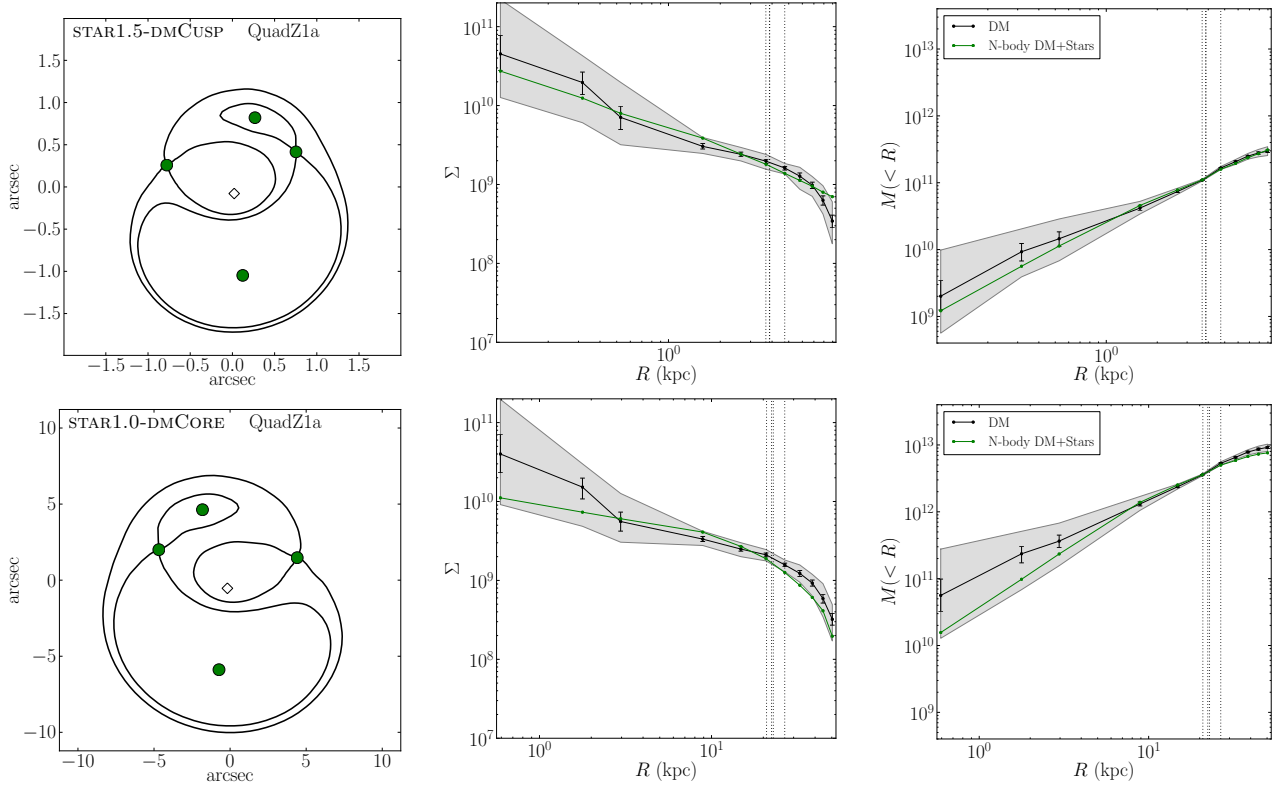 STAR1.5-DMCUSP QuadZ1a
1.5
1.0
0.5
0.0
−0.5
−1.0
−1.5
−1.5 −1.0 −0.5 0.0 0.5 1.0 1.5
arcsec
arcsec
10^11
10^10
10^9
10^8
10^7
Σ
10^0
R (kpc)
DM
N-body DM+Stars
10^13
10^12
10^11
10^10
10^9
M(< R)
10^0
R (kpc)
STAR1.0-DMCORE QuadZ1a
10
5
0
−5
−10
−10 −5 0 5 10
arcsec
arcsec
10^11
10^10
10^9
10^8
10^7
Σ
10^0 10^1
R (kpc)
DM
N-body DM+Stars
10^13
10^12
10^11
10^10
10^9
M(< R)
10^0 10^1
R (kpc)